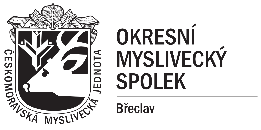 ČESKOMORAVSKÁ MYSLIVECKÁ JEDNOTA
OKRESNÍ
MYSLIVECKÝ
SPOLEK
Břeclav